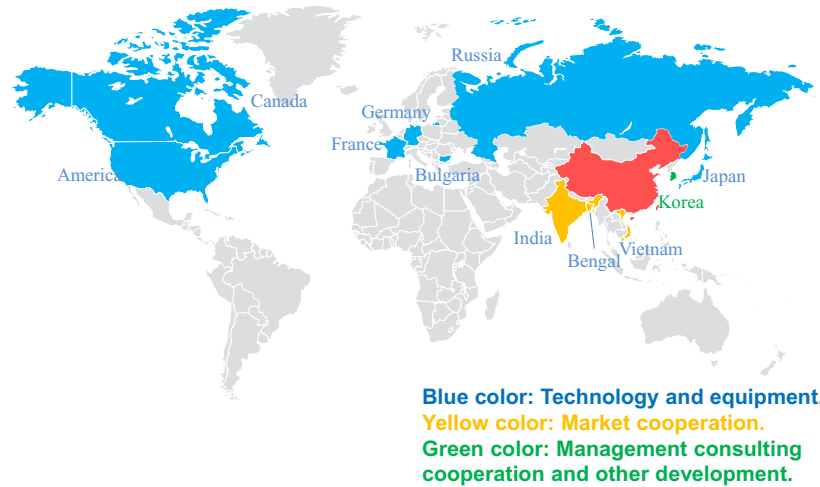 Russia
Canada
Germany
France
America
Bulgaria
Japan
Korea
India
Vietnam
Bengal
Blue color: Technology and equipment.
Yellow color: Market cooperation.
Green color: Management consulting
cooperation and other development.